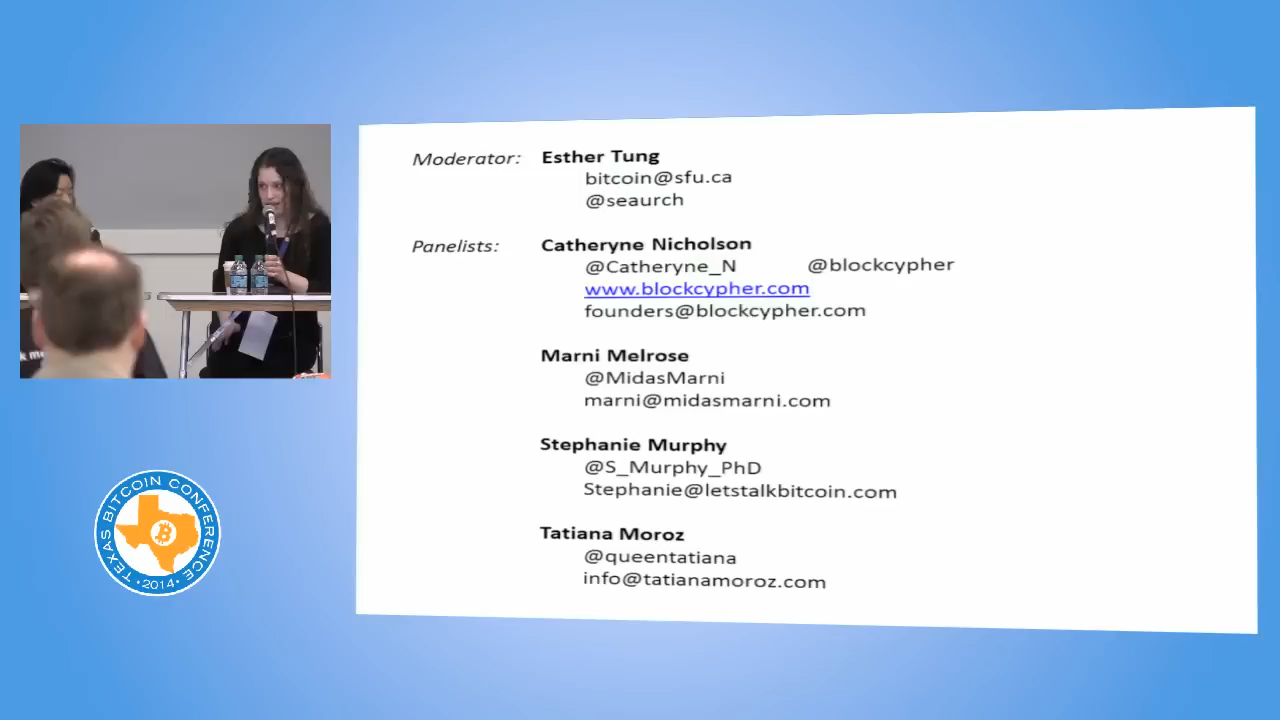 Moderator: Esther Tung
bitcoin@sfu.ca
@seaurch
Panelists: Catheryne Nicholson
@Catheryne_N @blockcypher
www.blockcypher.com
founders@blockcypher.com
Marni Melrose
@MidasMarni
marni@midasmarni.com
Stephanie Murphy
@S_Murphy_PhD
Stephanie@letstalkbitcoin.com
Tatiana Moroz
@queentatiana
info@tatianamoroz.com
TEXAS BITCOIN CONFERENCE
• 2014 •